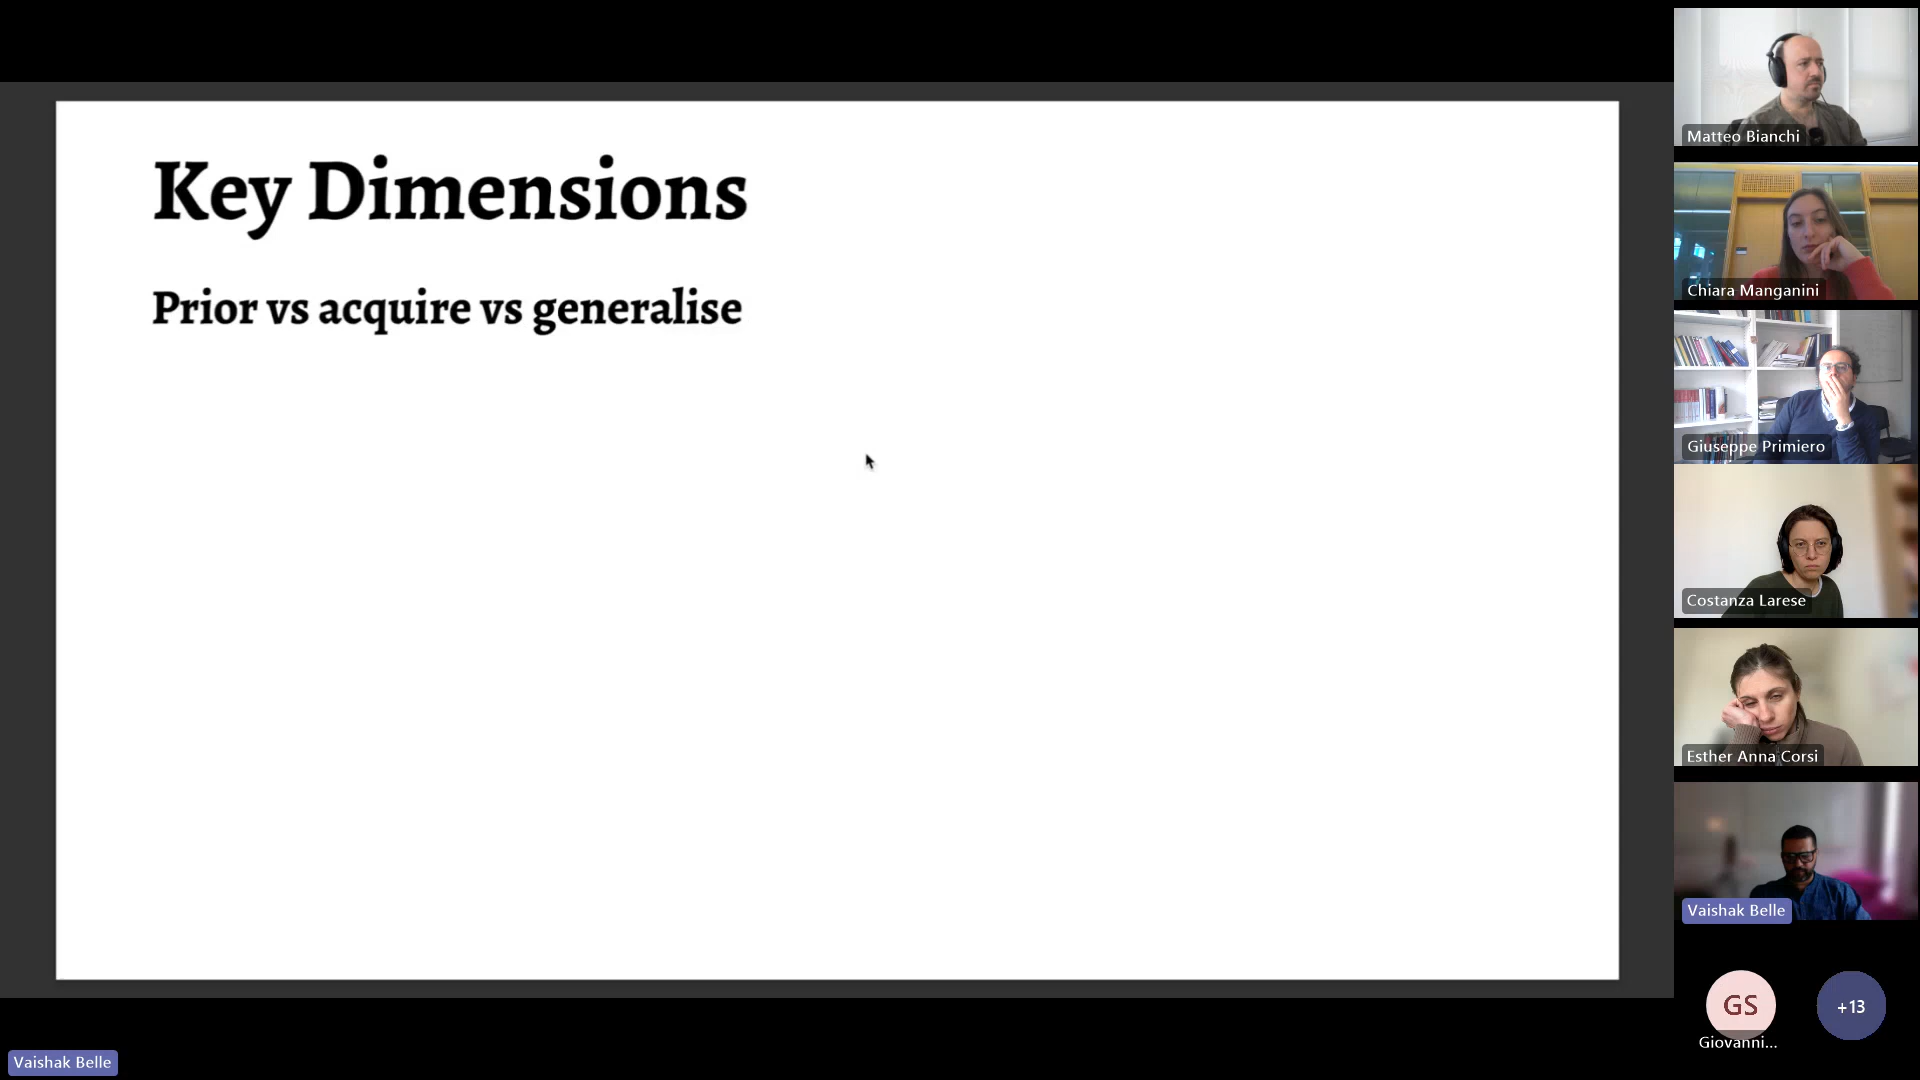 Key Dimensions
Prior vs acquire vs generalise
Matteo Bianchi
Chiara Manganini
Giuseppe Primiero
Costanza Larese
Esther Anna Corsi
Vaishak Belle
GS
+13
Giovanni...
Vaishak Belle